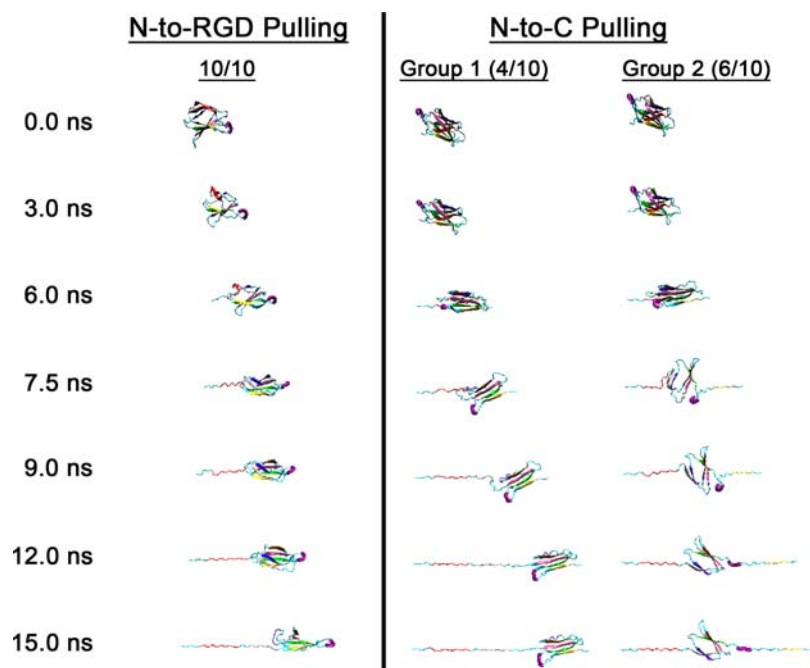 N-to-RGD Pulling
N-to-C Pulling
10/10
Group 1 (4/10)
Group 2 (6/10)
0.0 ns
3.0 ns
6.0 ns
7.5 ns
9.0 ns
12.0 ns
15.0 ns